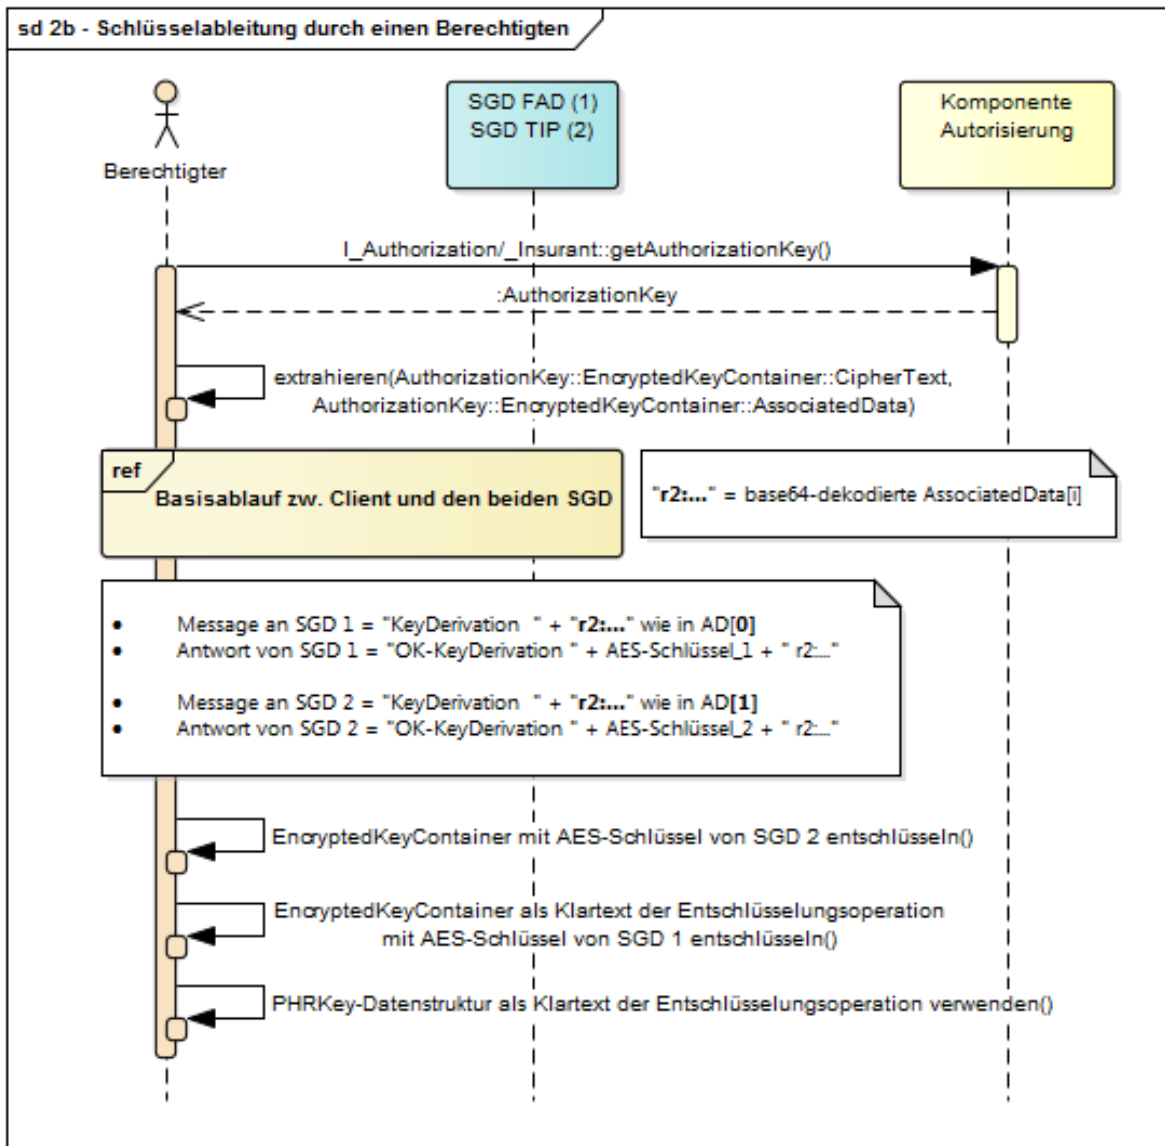 sd 2b - Schlüsselableitung durch einen Berechtigten
SGD FAD (1)
SGD TIP (2)
Komponente
Autorisierung
Berechtigter
I_Authorization/_Insurant::getAuthorizationKey()
:AuthorizationKey
extrahieren(AuthorizationKey::EncryptedKeyContainer::CipherText,
AuthorizationKey::EncryptedKeyContainer::AssociatedData)
ref
Basisablauf zw. Client und den beiden SGD
"r2:..." = base64-dekodierte AssociatedData[i]
• Message an SGD 1 = "KeyDerivation " + "r2:..." wie in AD[0]
• Antwort von SGD 1 = "OK-KeyDerivation " + AES-Schlüssel_1 + " r2:..."
• Message an SGD 2 = "KeyDerivation " + "r2:..." wie in AD[1]
• Antwort von SGD 2 = "OK-KeyDerivation " + AES-Schlüssel_2 + " r2:..."
EncryptedKeyContainer mit AES-Schlüssel von SGD 2 entschlüsseln()
EncryptedKeyContainer als Klartext der Entschlüsselungsoperation
mit AES-Schlüssel von SGD 1 entschlüsseln()
PHRKey-Datenstruktur als Klartext der Entschlüsselungsoperation verwenden()